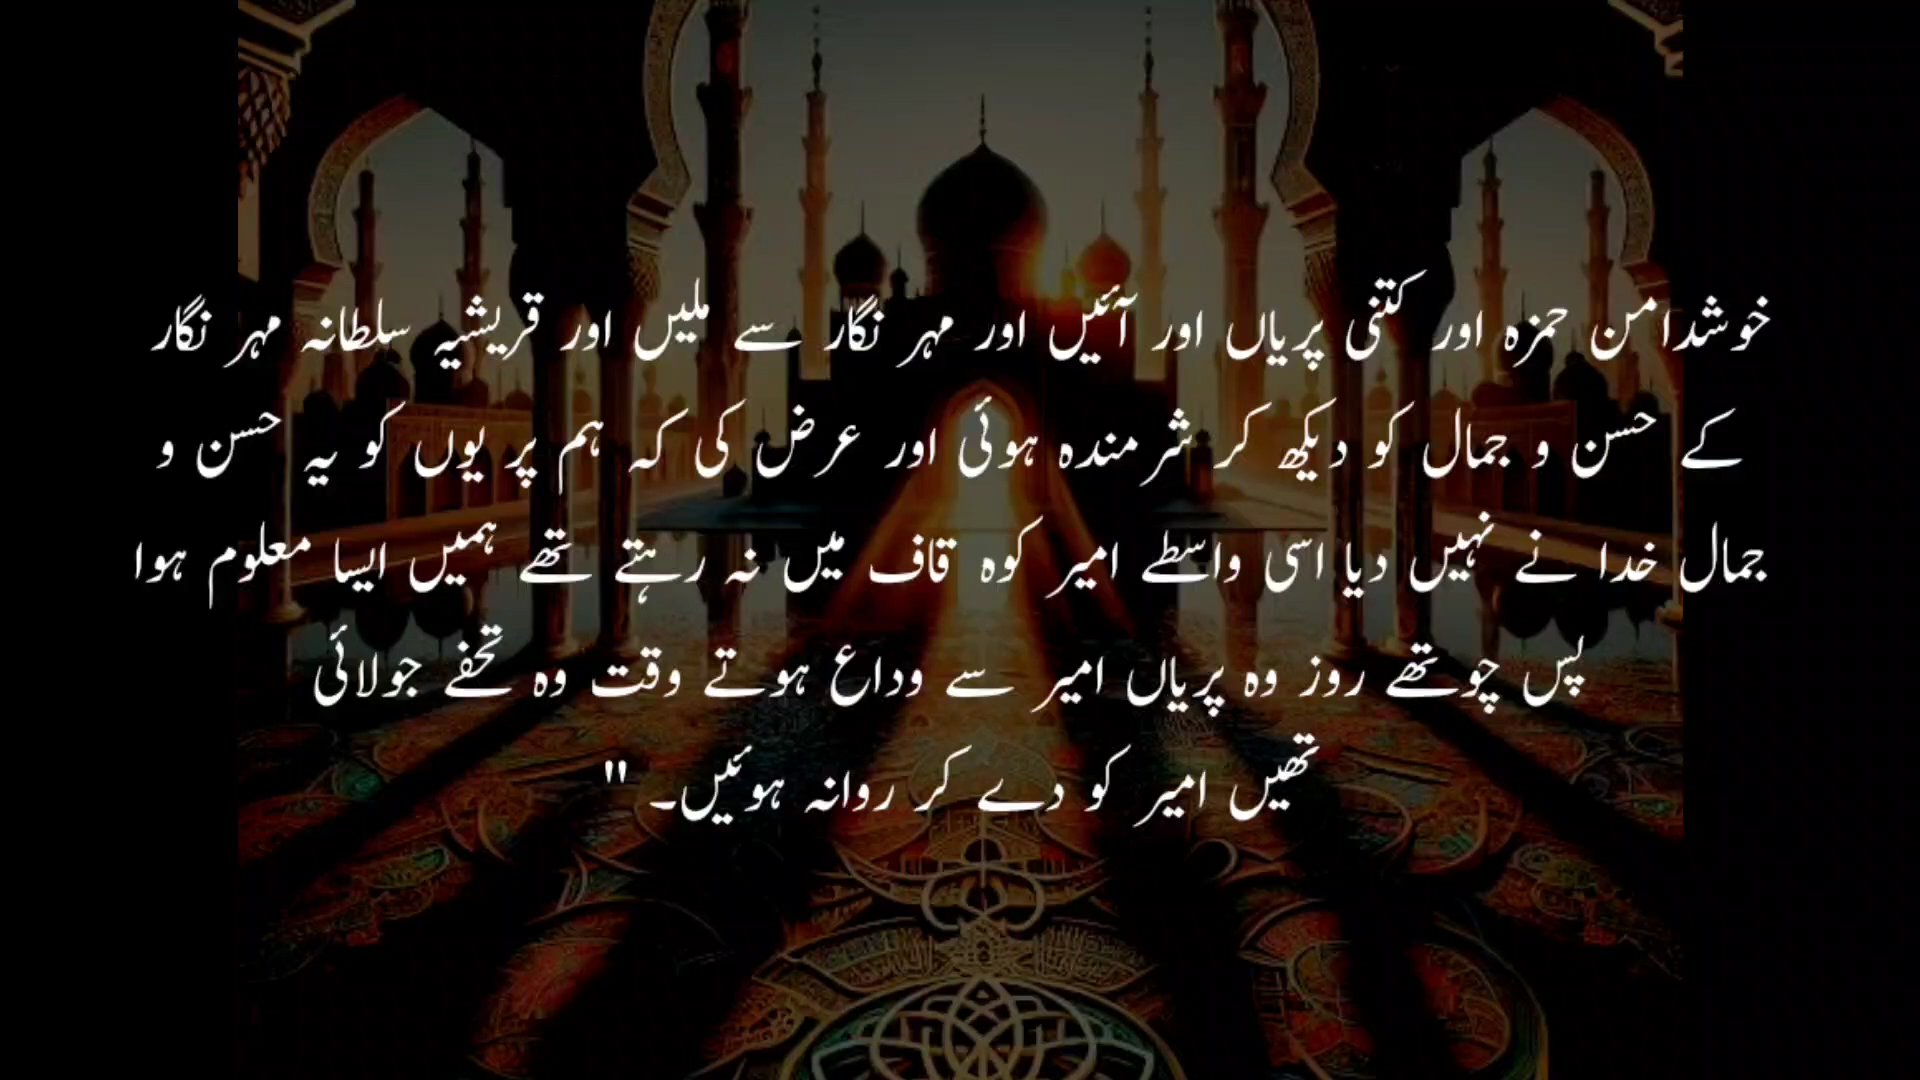 خوشدامن حمزہ اور کتنی پریاں اور آئیں اور مہر نگار سے ملیں اور قریشیہ سلطانہ مہر نگار
کے حسن و جمال کو دیکھ کر شرمندہ ہوئی اور عرض کی کہ ہم پر یوں کو یہ حسن و
جمال خدا نے نہیں دیا اسی واسطے امیر کوہ قاف میں نہ رہتے تھے ہمیں ایسا معلوم ہوا
پس چوتھے روز وہ پریاں امیر سے وداع ہوتے وقت وہ تحفے جولائی
تھیں امیر کو دے کر روانہ ہوئیں۔ "